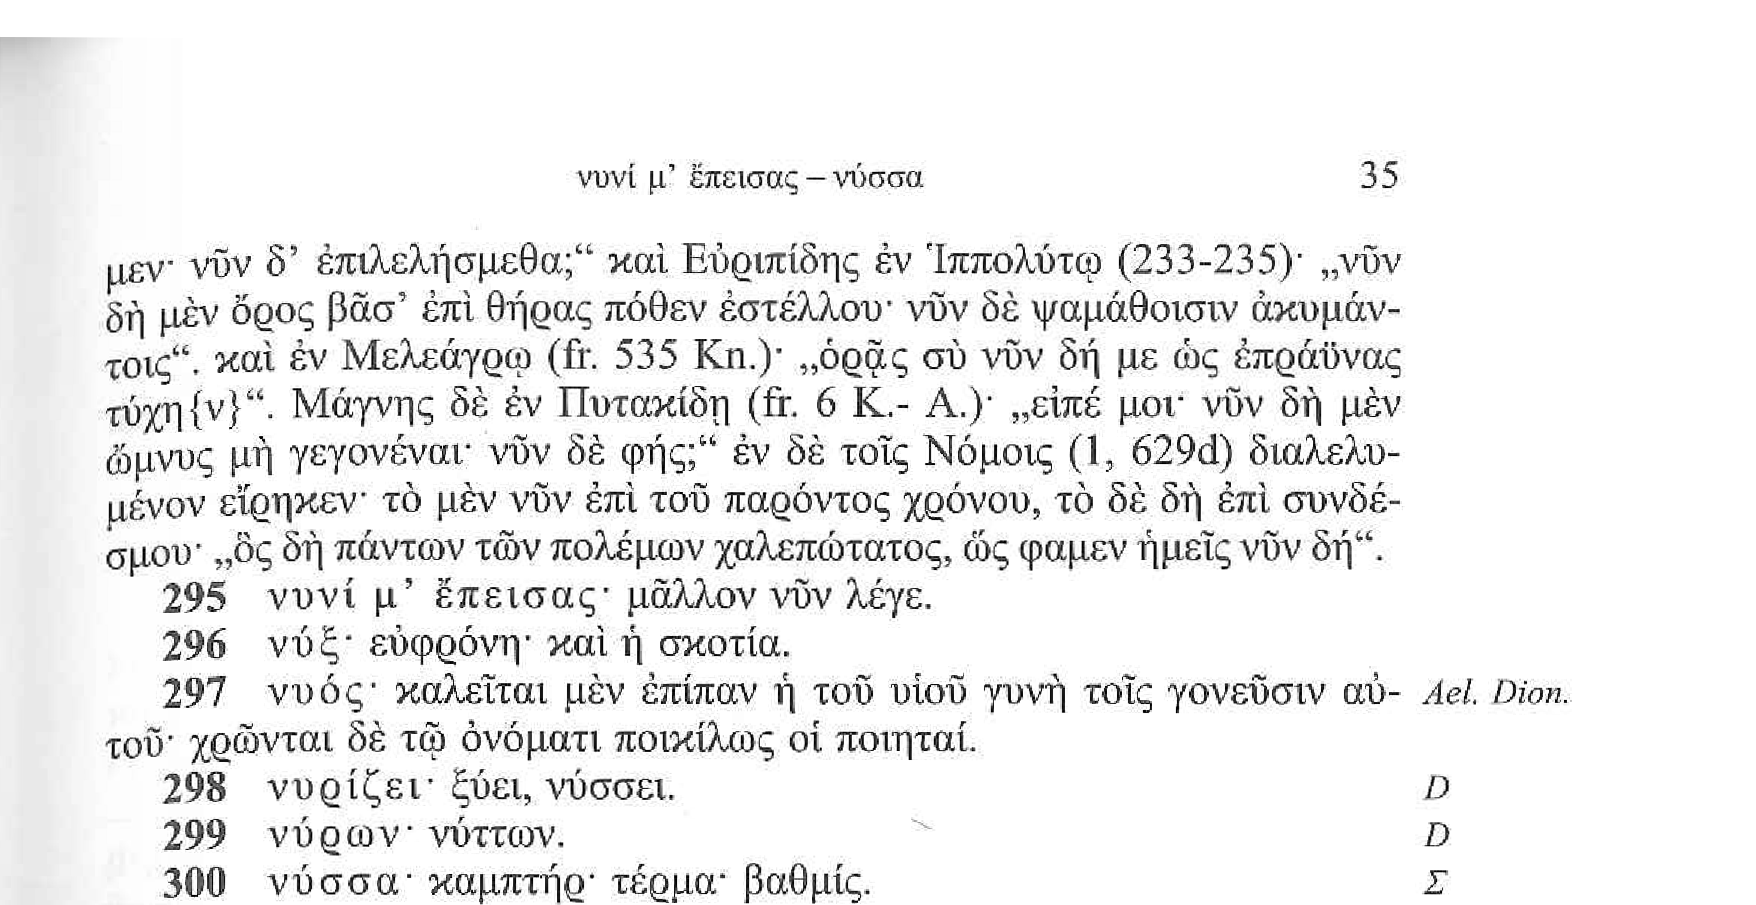 νυνί μ’ ἔπεισας – νύσσα 35
μεν· νῦν δ’ ἐπιλελήσμεθα;“ καὶ Εὐριπίδης ἐν Ἱππολύτῳ (233-235)· „νῦν
δὴ μὲν ὄρος βᾶσ’ ἐπὶ θήρας πόθεν ἐστέλλου· νῦν δὲ ψαμάθοισιν ἀκυμάν-
τοις“. καὶ ἐν Μελεάγρῳ (fr. 535 Kn.)· „ὁρᾷς σὺ νῦν δή με ὡς ἐπράϋνας
τύχη{ν}“. Μάγνης δὲ ἐν Πυτακίδῃ (fr. 6 K.- A.)· „εἰπέ μοι· νῦν δὴ μὲν
ὤμνυς μὴ γεγονέναι· νῦν δὲ φής;“ ἐν δὲ τοῖς Νόμοις (1, 629d) διαλελυ-
μένον εἴρηκεν· τὸ μὲν νῦν ἐπὶ τοῦ παρόντος χρόνου, τὸ δὲ δὴ ἐπὶ συνδέ-
σμου· „ὃς δὴ πάντων τῶν πολέμων χαλεπώτατος, ὥς φαμεν ἡμεῖς νῦν δή“.
295 νυνί μ’ ἔπεισας· μᾶλλον νῦν λέγε.
296 νύξ· εὐφρόνη· καὶ ἡ σκοτία.
297 νυός· καλεῖται μὲν ἐπίπαν ἡ τοῦ υἱοῦ γυνὴ τοῖς γονεῦσιν αὐ- Ael. Dion.
τοῦ· χρῶνται δὲ τῷ ὀνόματι ποικίλως οἱ ποιηταί.
298 νυρίζει· ξύει, νύσσει. D
299 νύρων· νύττων. D
300 νύσσα· καμπτήρ· τέρμα· βαθμίς. Σ